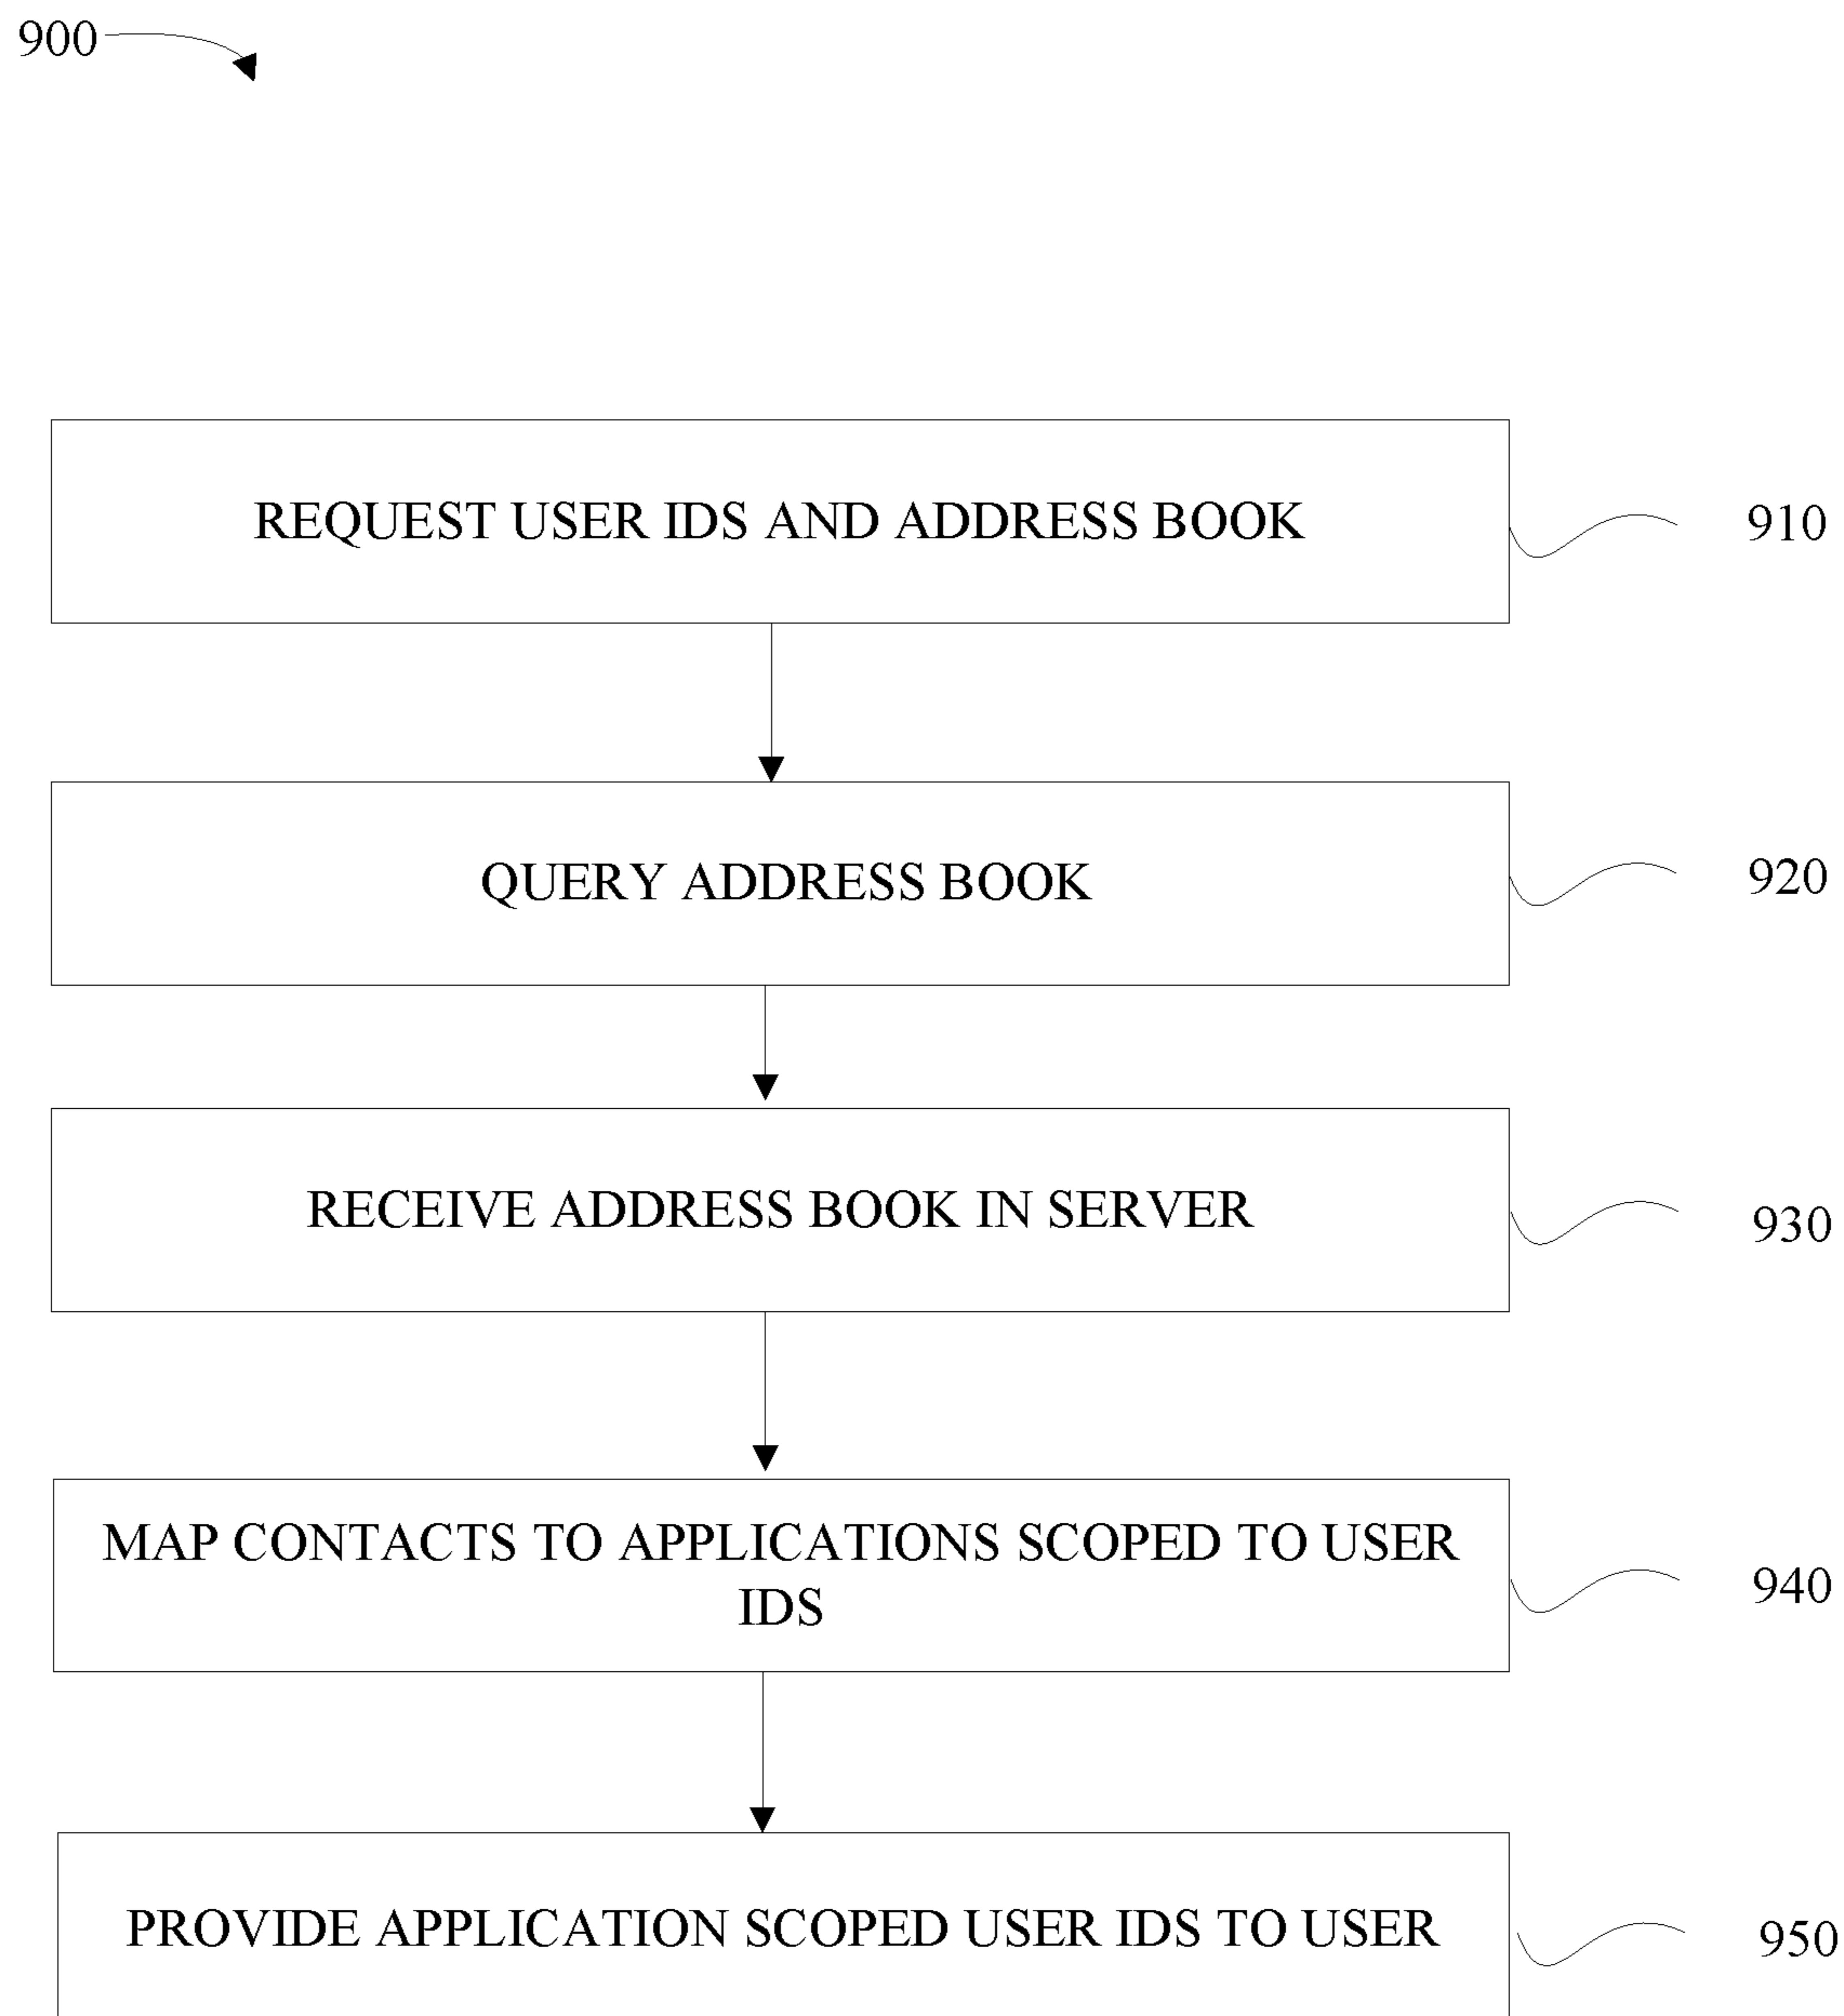 900
REQUEST USER IDS AND ADDRESS BOOK
910
QUERY ADDRESS BOOK
920
RECEIVE ADDRESS BOOK IN SERVER
930
MAP CONTACTS TO APPLICATIONS SCOPED TO USER
IDS
940
PROVIDE APPLICATION SCOPED USER IDS TO USER
950